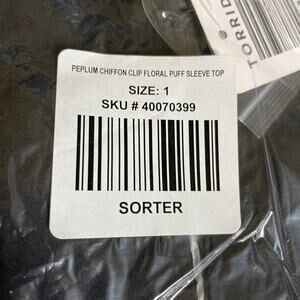 PEPLUM CHIFFON CLIP FLORAL PUFF SLEEVE TOP
SIZE: 1
SKU # 40070399
SORTER
TORRID